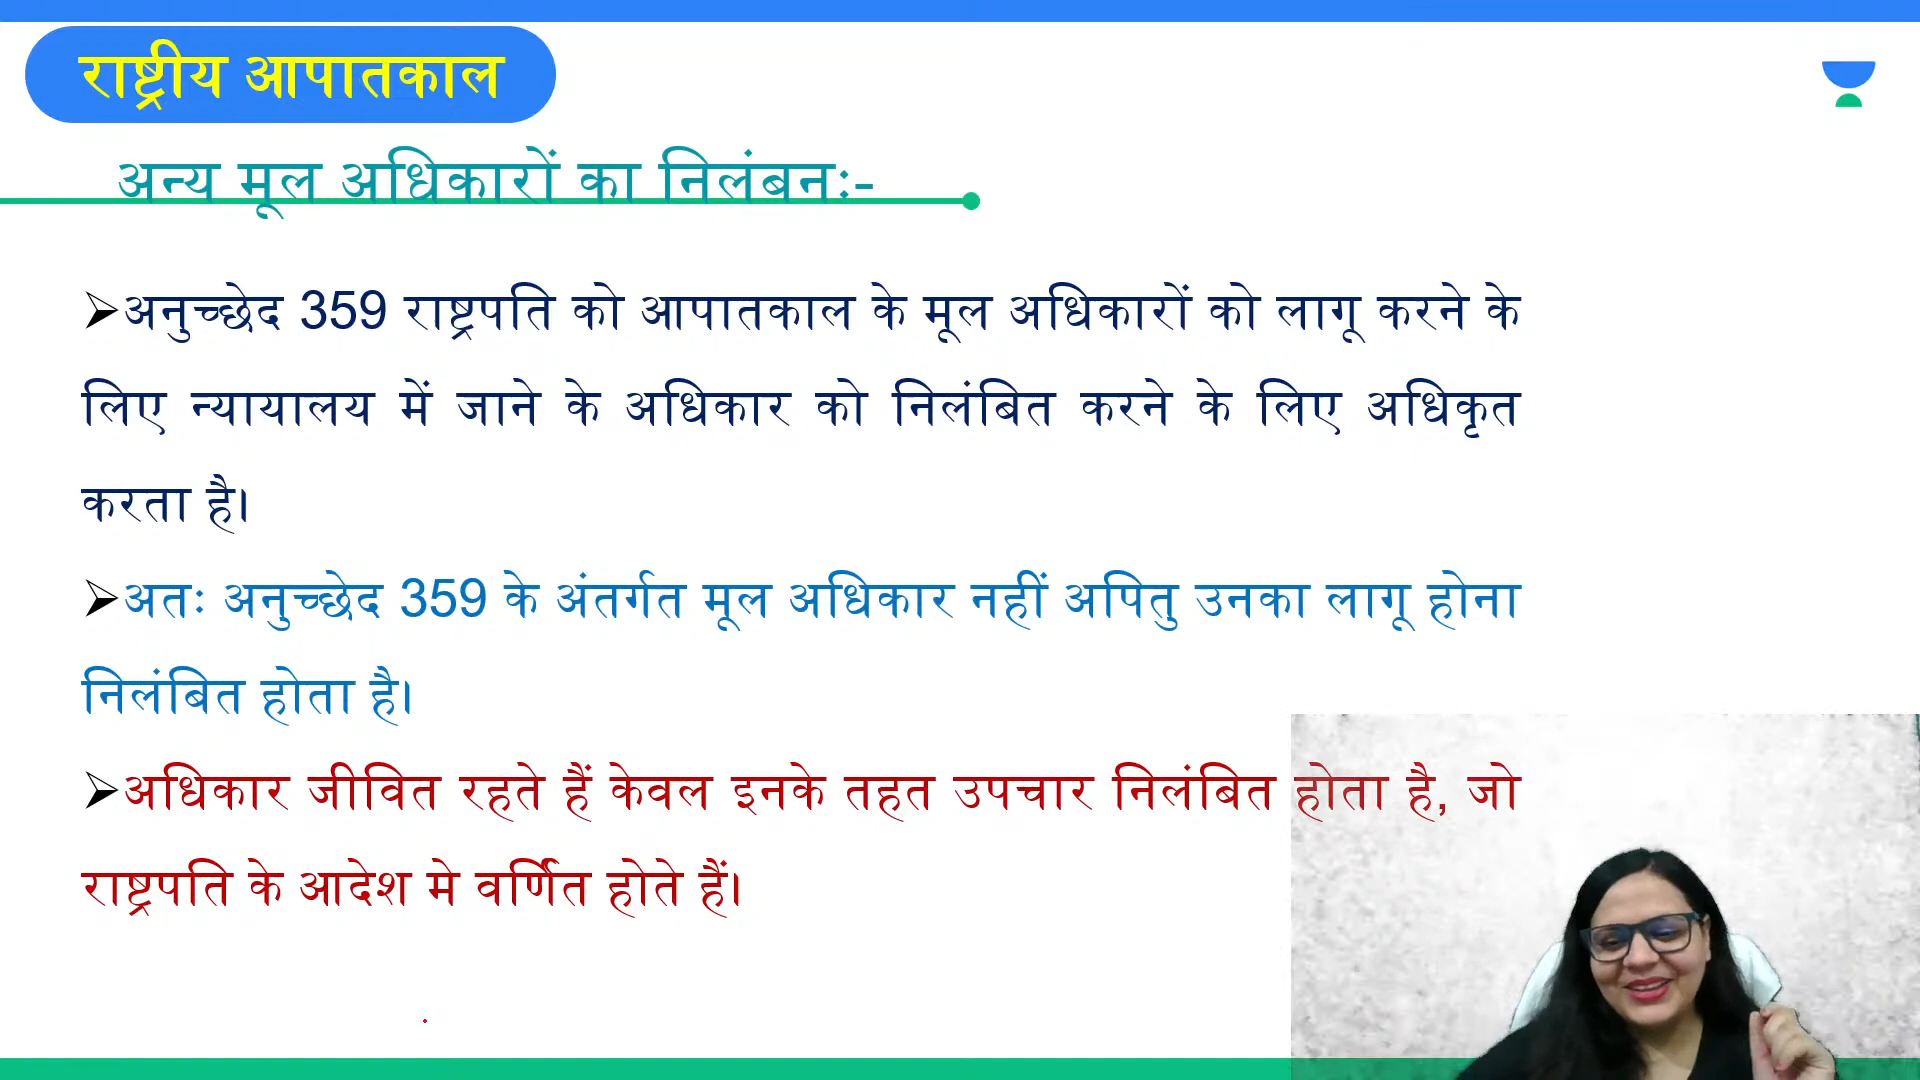 राष्ट्रीय आपातकाल
अन्य मूल अधिकारों का निलंबनः-
➢अनुच्छेद 359 राष्ट्रपति को आपातकाल के मूल अधिकारों को लागू करने के
लिए न्यायालय में जाने के अधिकार को निलंबित करने के लिए अधिकृत
करता है।
➢अतः अनुच्छेद 359 के अंतर्गत मूल अधिकार नहीं अपितु उनका लागू होना
निलंबित होता है।
➢अधिकार जीवित रहते हैं केवल इनके तहत उपचार निलंबित होता है, जो
राष्ट्रपति के आदेश मे वर्णित होते हैं।